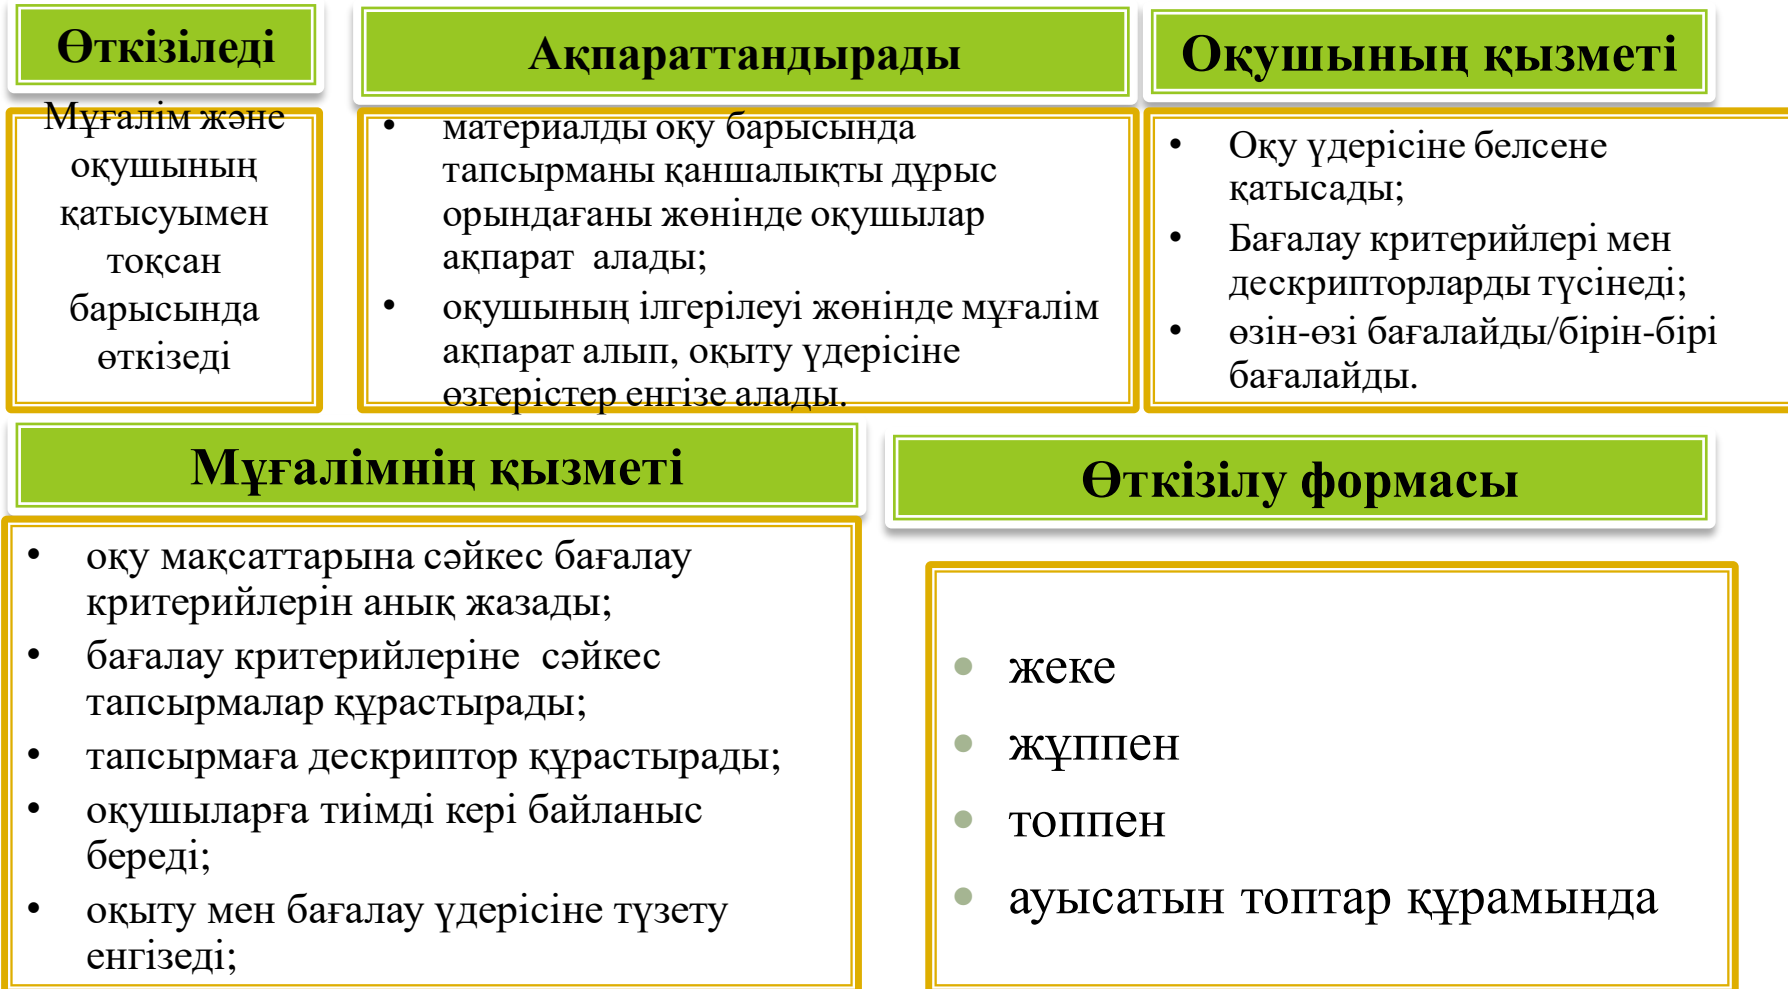 Өткізіледі
Мұғалім және
оқушының
қатысуымен
тоқсан
барысында
өткізеді
Ақпараттандырады
• материалды оқу барысында
тапсырманы қаншалықты дұрыс
орындағаны жөнінде оқушылар
ақпарат алады;
• оқушының ілгерілеуі жөнінде мұғалім
ақпарат алып, оқыту үдерісіне
өзгерістер енгізе алады.
Оқушының қызметі
• Оқу үдерісіне белсене
қатысады;
• Бағалау критерийлері мен
дескрипторларды түсінеді;
• өзін-өзі бағалайды/бірін-бірі
бағалайды.
Мұғалімнің қызметі
• оқу мақсаттарына сәйкес бағалау
критерийлерін анық жазады;
• бағалау критерийлеріне сәйкес
тапсырмалар құрастырады;
• тапсырмаға дескриптор құрастырады;
• оқушыларға тиімді кері байланыс
береді;
• оқыту мен бағалау үдерісіне түзету
енгізеді;
Өткізілу формасы
• жеке
• жұппен
• топпен
• ауысатын топтар құрамында